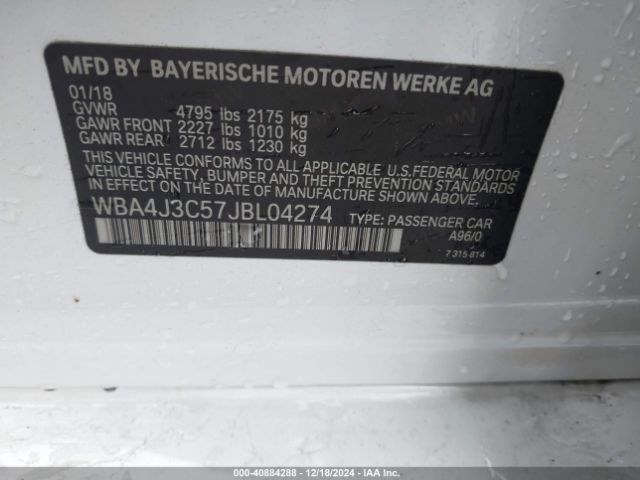 MFD BY BAYERISCHE MOTOREN WERKE AG
01/18
GVWR 4795 lbs 2175 kg
GAWR FRONT 2227 lbs 1010 kg
GAWR REAR 2712 lbs 1230 kg
THIS VEHICLE CONFORMS TO ALL APPLICABLE U.S.FEDERAL MOTOR
VEHICLE SAFETY, BUMPER AND THEFT PREVENTION STANDARDS
IN EFFECT ON THE DATE OF MANUFACTURE SHOWN ABOVE.
WBA4J3C57JBL04274 TYPE: PASSENGER CAR
A96/0
7 315 814
000-40884288 - 12/18/2024 - IAA Inc.